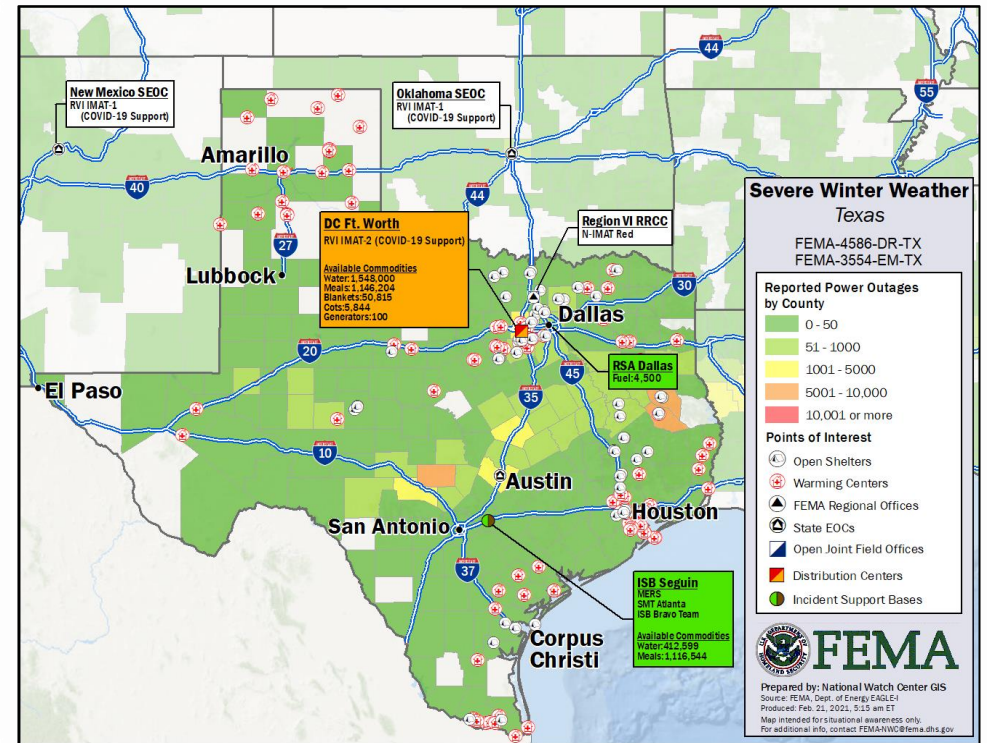 44
55
New Mexico SEOC
RVI IMAT-1
(COVID-19 Support)
Oklahoma SEOC
RVI IMAT-1
(COVID-19 Support)
Amarillo
40
44
DC Ft. Worth
RVI IMAT-2 (COVID-19 Support)
Available Commodities
Water:1,548,000
Meals:1,146,204
Blankets:50,815
Cots:5,844
Generators:100
Region VI RRCC
N-IMAT Red
27
Lubbock
30
Dallas
20
RSA Dallas
Fuel:4,500
45
El Paso
35
10
Austin
San Antonio
Houston
37
ISB Seguin
MERS
SMT Atlanta
ISB Bravo Team
Available Commodities
Water:412,599
Meals:1,116,544
Corpus
Christi
Severe Winter Weather
Texas
FEMA-4586-DR-TX
FEMA-3554-EM-TX
Reported Power Outages
by County
0 - 50
51 - 1000
1001 - 5000
5001 - 10,000
10,001 or more
Points of Interest
Open Shelters
Warming Centers
FEMA Regional Offices
State EOCs
Open Joint Field Offices
Distribution Centers
Incident Support Bases
FEMA
Prepared by: National Watch Center GIS
Source: FEMA, Dept. of Energy EAGLE-I
Produced: Feb. 21, 2021, 5:15 am ET
Map intended for situational awareness only.
For additional info, contact FEMA-NWC@fema.dhs.gov